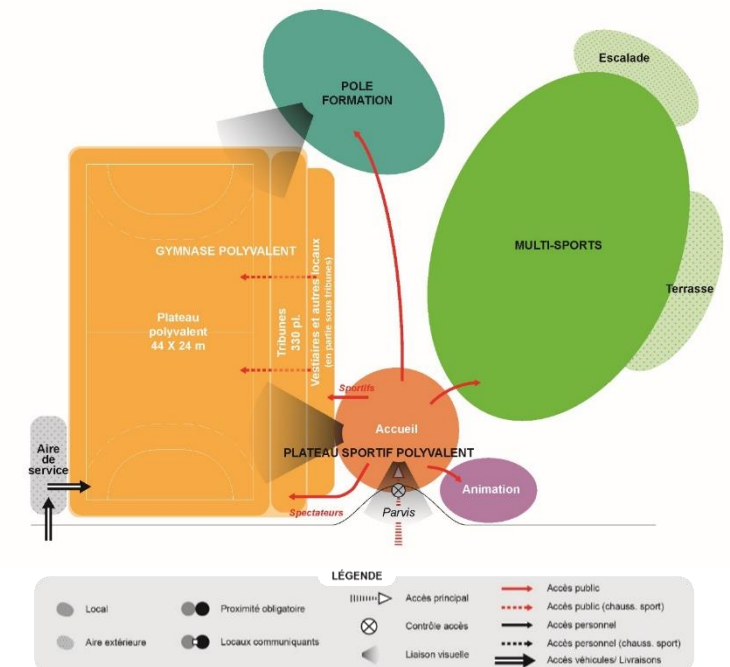 Escalade
POLE
FORMATION
MULTI-SPORTS
GYMNASE POLYVALENT
Plateau
polyvalent
44 X 24 m
Tribunes
330 pl.
Vestiaires et autres locaux
(en partie sous tribunes)
Terrasse
Sportifs
Accueil
PLATEAU SPORTIF POLYVALENT
Aire
de
service
Animation
Spectateurs
Parvis
LÉGENDE
Local
Aire extérieure
Proximité obligatoire
Locaux communiquants
Accès principal
Contrôle accès
Liaison visuelle
Accès public
Accès public (chauss. sport)
Accès personnel
Accès personnel (chauss. sport)
Accès véhicules/ Livraisons